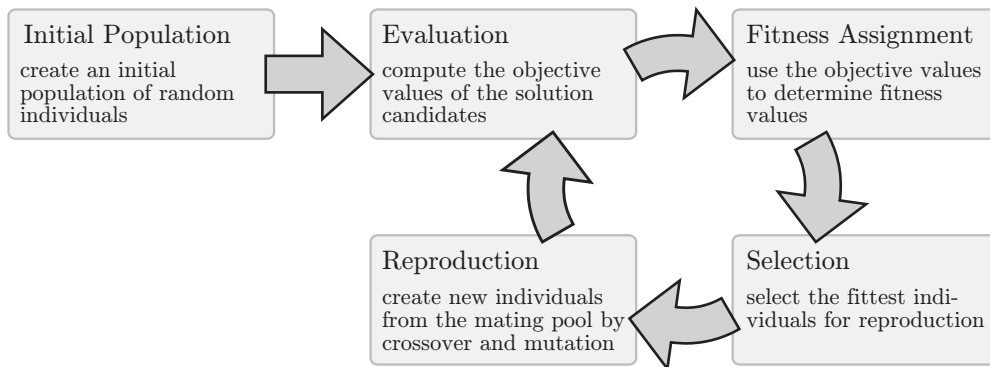 Initial Population
create an initial
population of random
individuals
Evaluation
compute the objective
values of the solution
candidates
Fitness Assignment
use the objective values
to determine fitness
values
Reproduction
create new individuals
from the mating pool by
crossover and mutation
Selection
select the fittest indi-
viduals for reproduction